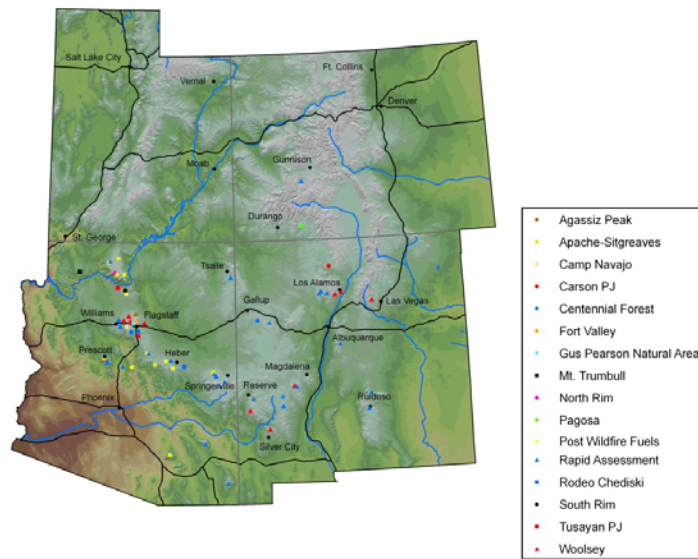 Salt Lake City
Vernal
Ft. Collins
Denver
Moab
Gunnison
Durango
St. George
Tsaile
Los Alamos
Las Vegas
Williams
Flagstaff
Gallup
Albuquerque
Prescott
Heber
Magdalena
Springerville
Reserve
Phoenix
Ruidoso
Silver City
Agassiz Peak
Apache-Sitgreaves
Camp Navajo
Carson PJ
Centennial Forest
Fort Valley
Gus Pearson Natural Area
Mt. Trumbull
North Rim
Pagosa
Post Wildfire Fuels
Rapid Assessment
Rodeo Chediski
South Rim
Tusayan PJ
Woolsey